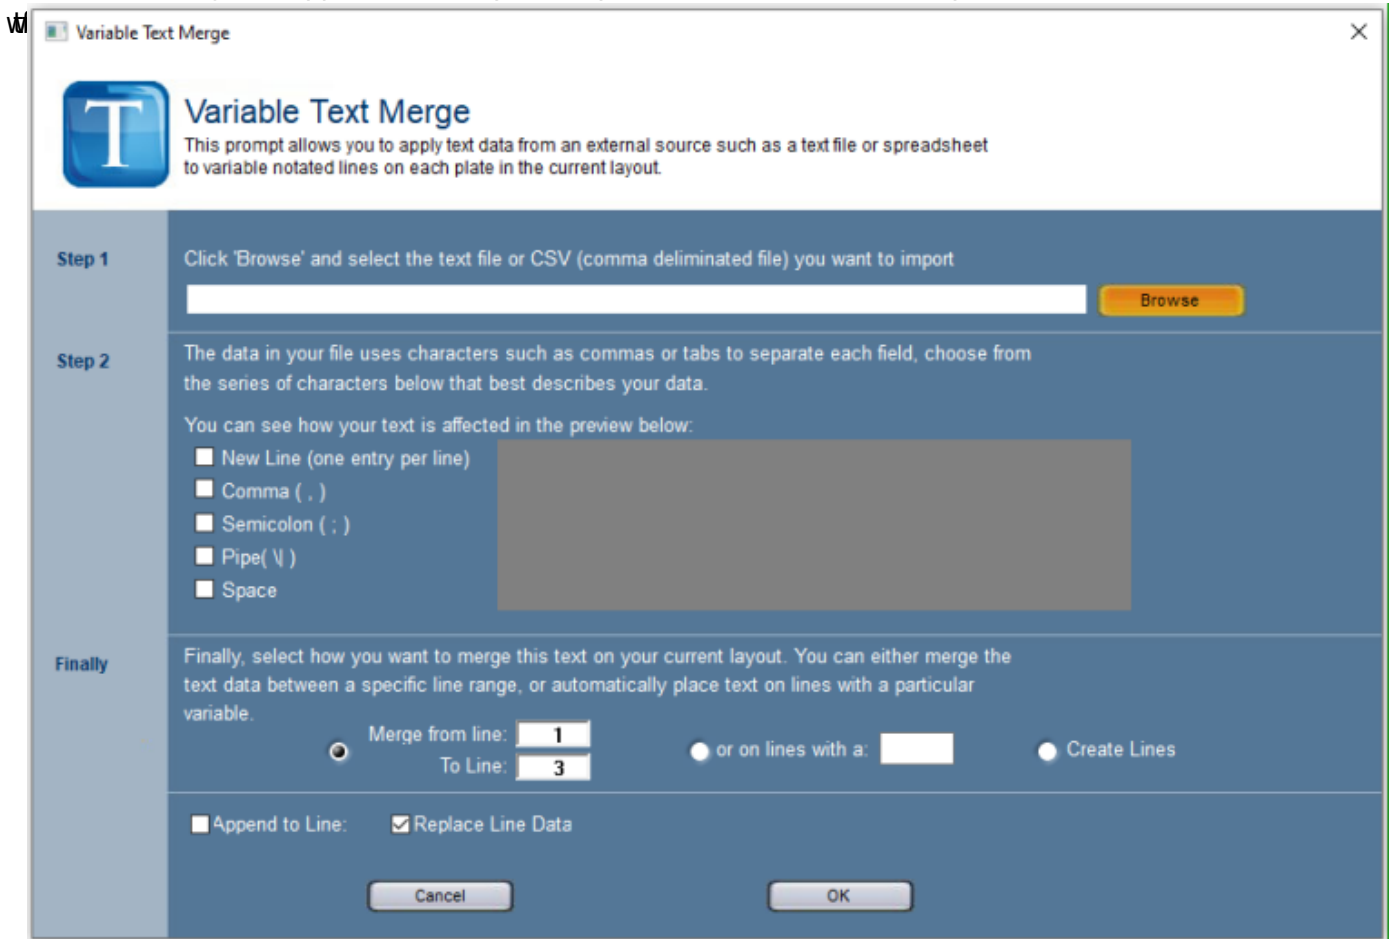 Variable Text Merge
T
Variable Text Merge
This prompt allows you to apply text data from an external source such as a text file or spreadsheet
to variable notated lines on each plate in the current layout.
Step 1
Click 'Browse' and select the text file or CSV (comma deliminated file) you want to import
Browse
Step 2
The data in your file uses characters such as commas or tabs to separate each field, choose from
the series of characters below that best describes your data.
You can see how your text is affected in the preview below:
New Line (one entry per line)
Comma ( , )
Semicolon ( ; )
Pipe( \| )
Space
Finally
Finally, select how you want to merge this text on your current layout. You can either merge the
text data between a specific line range, or automatically place text on lines with a particular
variable.
Merge from line: 1
To Line: 3
or on lines with a:
Create Lines
Append to Line:
Replace Line Data
Cancel
OK